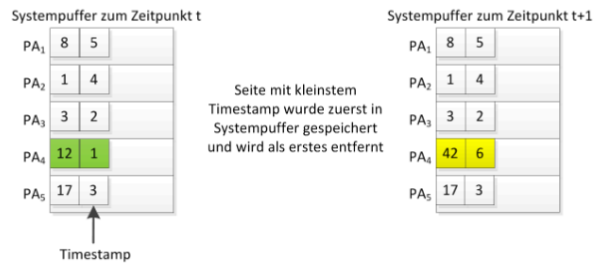 Systempuffer zum Zeitpunkt t
PA1 8 5
PA2 1 4
PA3 3 2
PA4 12 1
PA5 17 3
Timestamp
Seite mit kleinstem
Timestamp wurde zuerst in
Systempuffer gespeichert
und wird als erstes entfernt
Systempuffer zum Zeitpunkt t+1
PA1 8 5
PA2 1 4
PA3 3 2
PA4 42 6
PA5 17 3